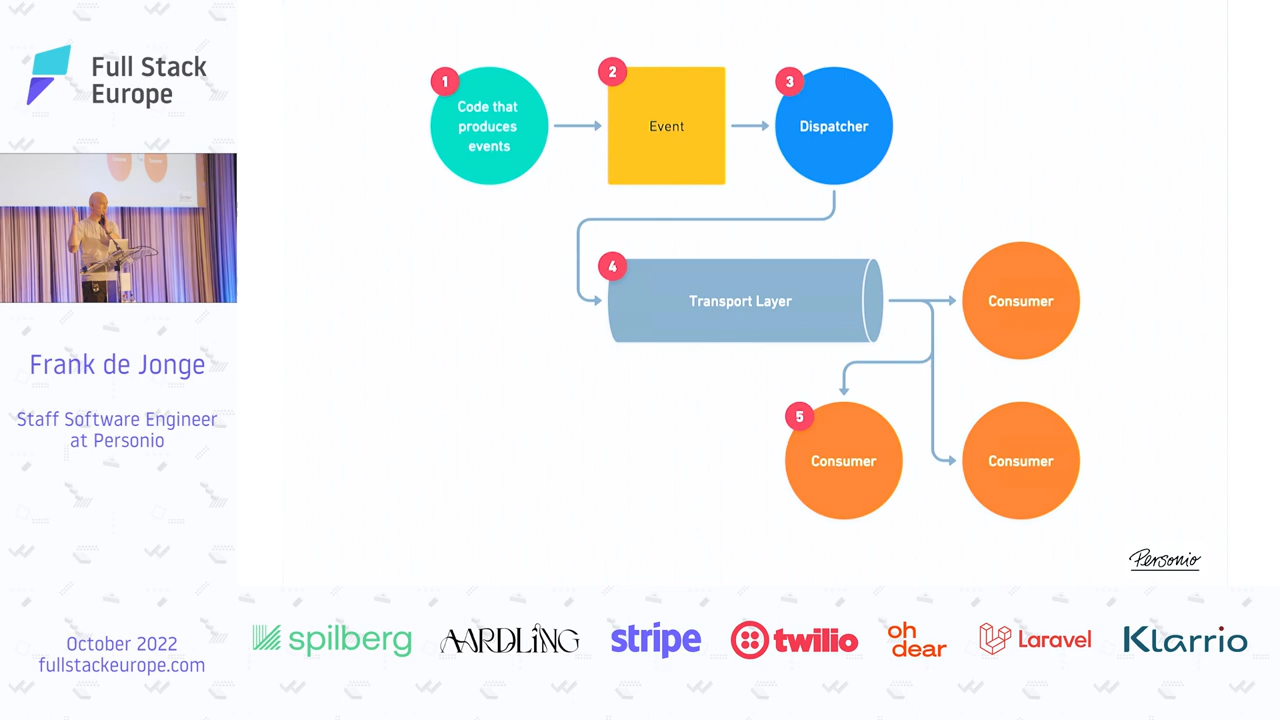 Full Stack
Europe
Frank de Jonge
Staff Software Engineer
at Personio
October 2022
fullstackeurope.com
1
Code that
produces
events
2
Event
3
Dispatcher
4
Transport Layer
Consumer
5
Consumer
Consumer
Personio
spilberg
AARDLING
stripe
twilio
oh
dear
Laravel
Klarrio